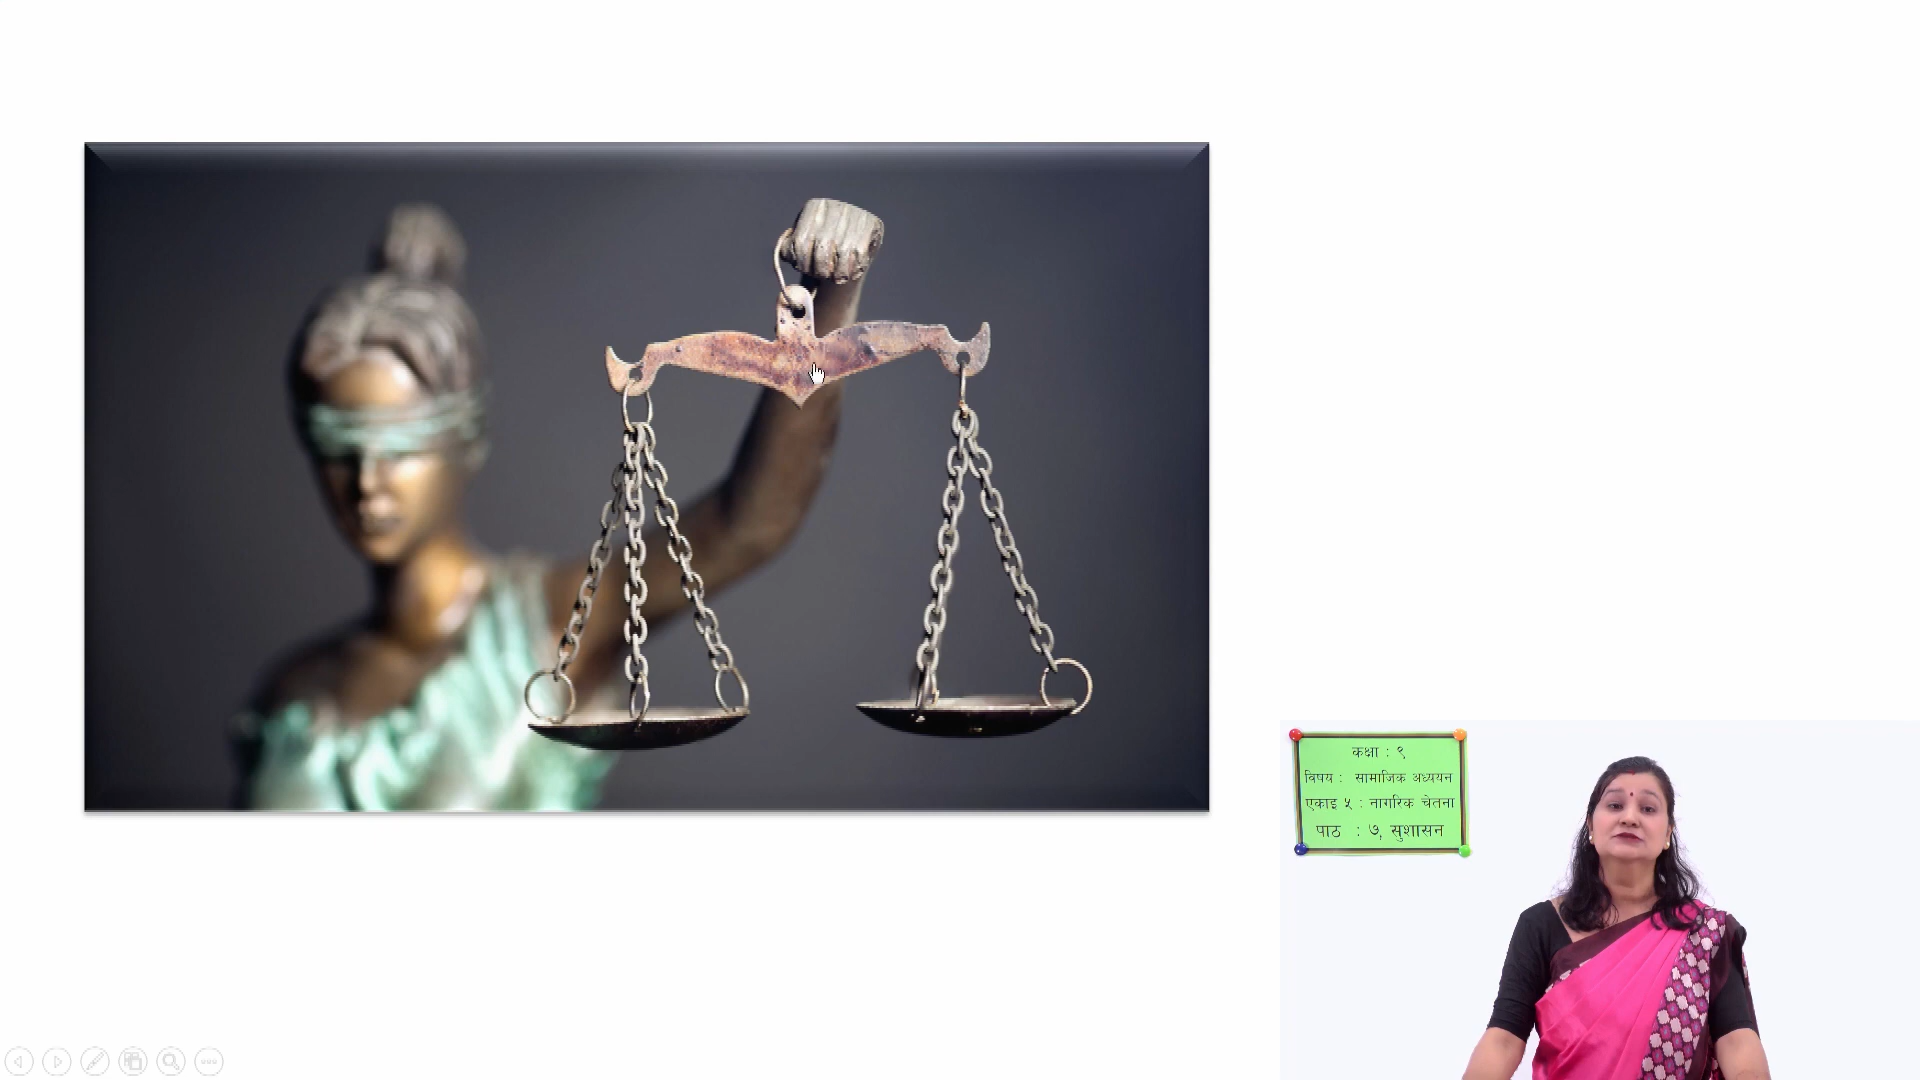 कक्षा : ९
विषय : सामाजिक अध्ययन
एकाइ ५ : नागरिक चेतना
पाठ : ७, सुशासन